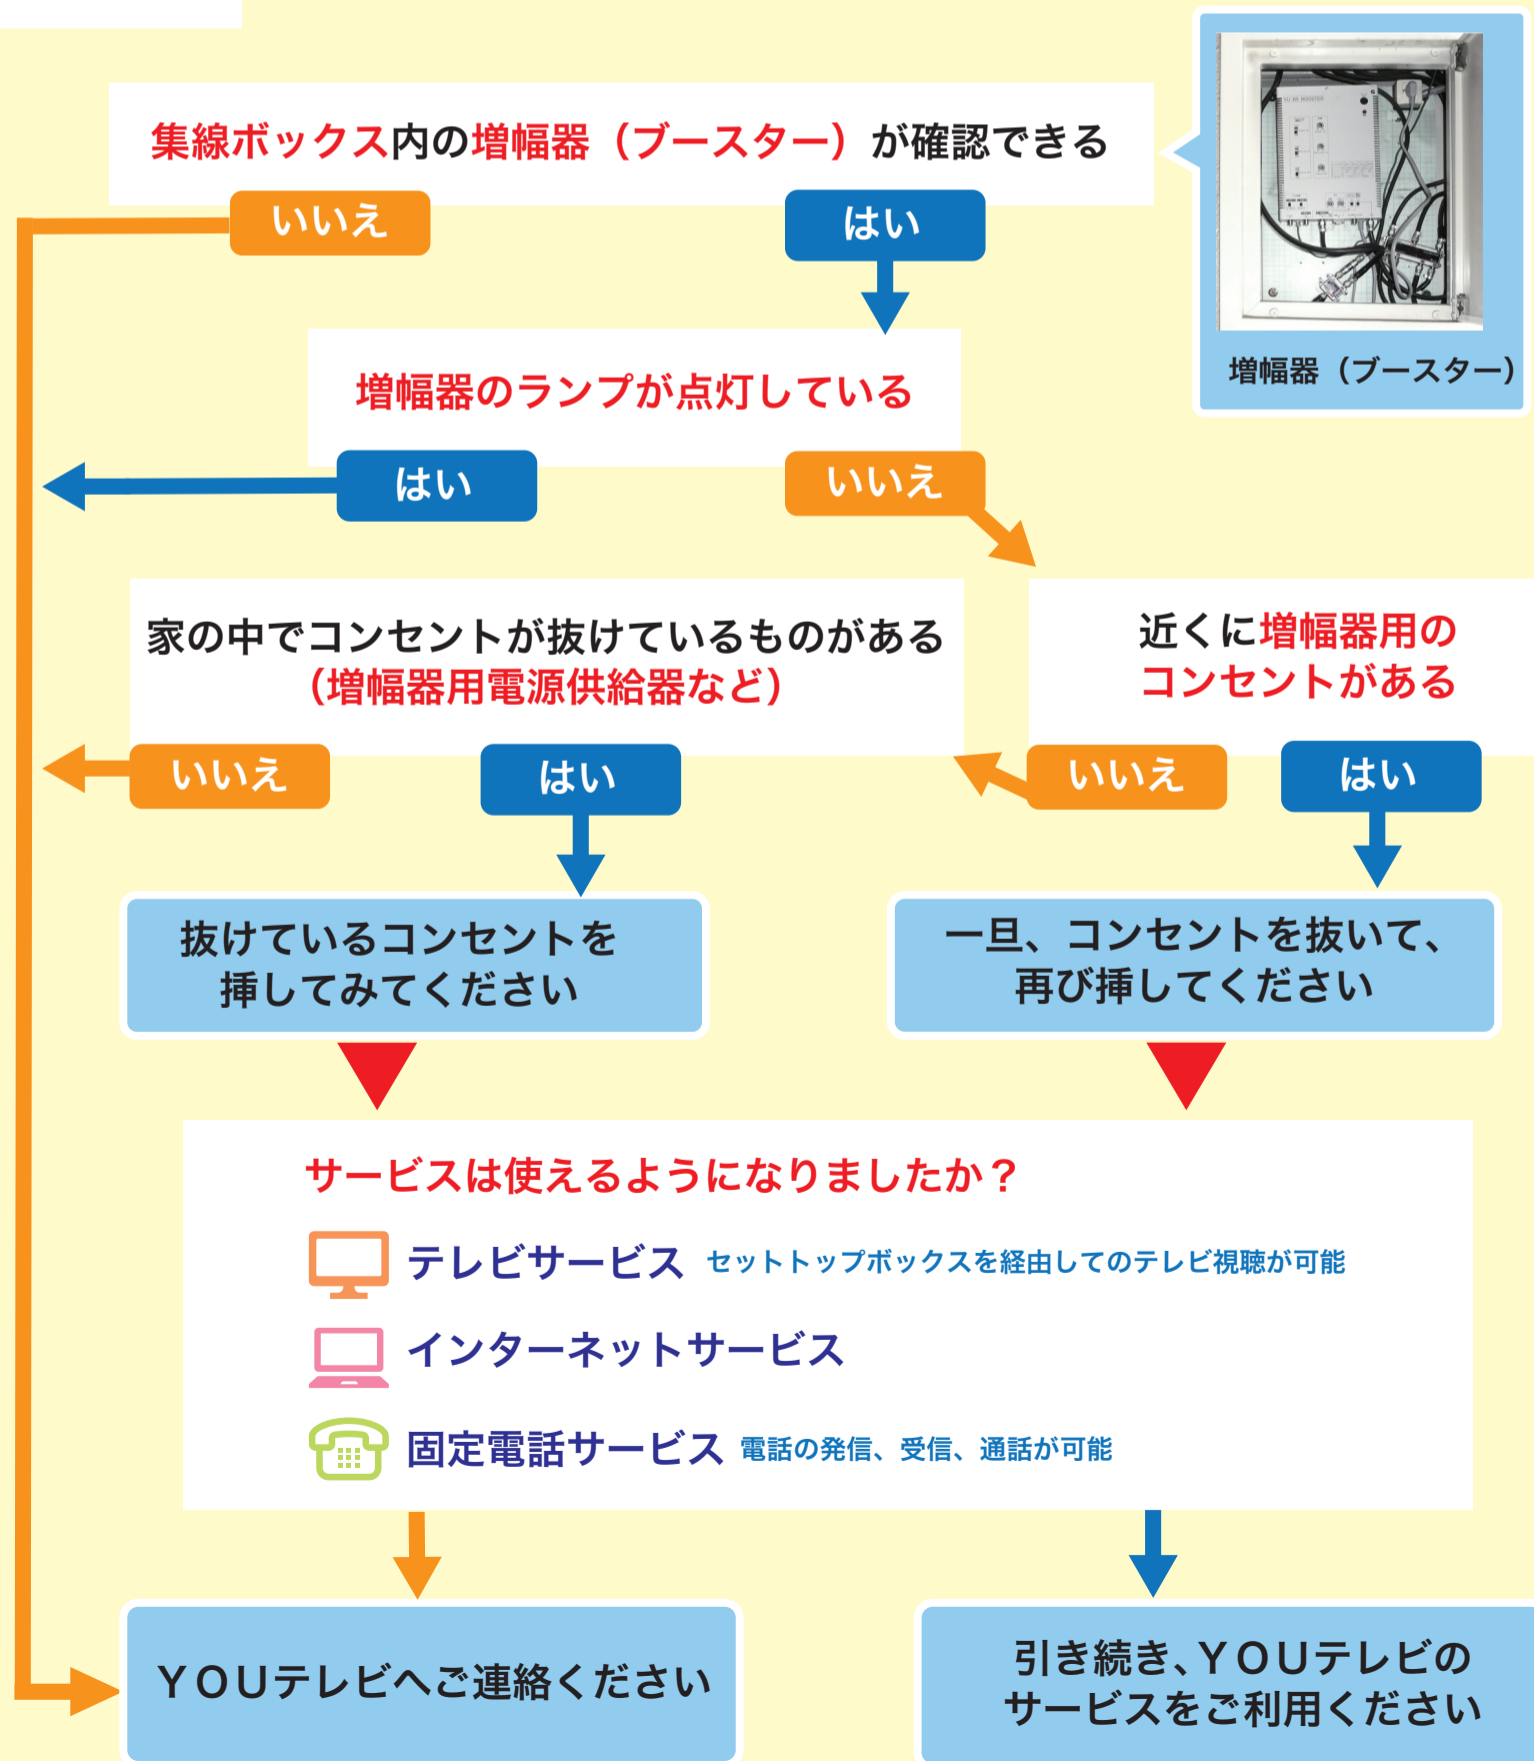 集線ボックス内の増幅器（ブースター）が確認できる
いいえ
はい
増幅器（ブースター）
増幅器のランプが点灯している
はい
いいえ
家の中でコンセントが抜けているものがある
（増幅器用電源供給器など）
いいえ
はい
近くに増幅器用の
コンセントがある
いいえ
はい
抜けているコンセントを
挿してみてください
一旦、コンセントを抜いて、
再び挿してください
サービスは使えるようになりましたか？
テレビサービス セットトップボックスを経由してのテレビ視聴が可能
インターネットサービス
固定電話サービス 電話の発信、受信、通話が可能
ＹＯＵテレビへご連絡ください
引き続き、ＹＯＵテレビの
サービスをご利用ください